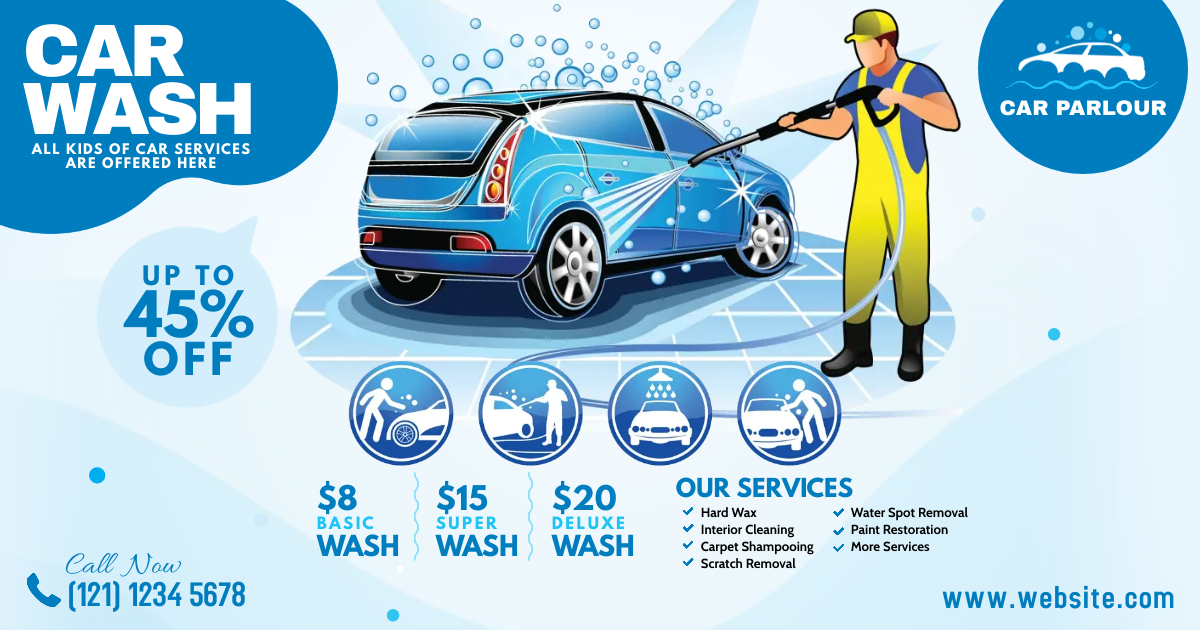 CAR
WASH
ALL KIDS OF CAR SERVICES
ARE OFFERED HERE
CAR PARLOUR
UP TO
45%
OFF
$8
BASIC
WASH
$15
SUPER
WASH
$20
DELUXE
WASH
OUR SERVICES
Hard Wax
Interior Cleaning
Carpet Shampooing
Scratch Removal
Water Spot Removal
Paint Restoration
More Services
Call Now
(121) 1234 5678
www.website.com